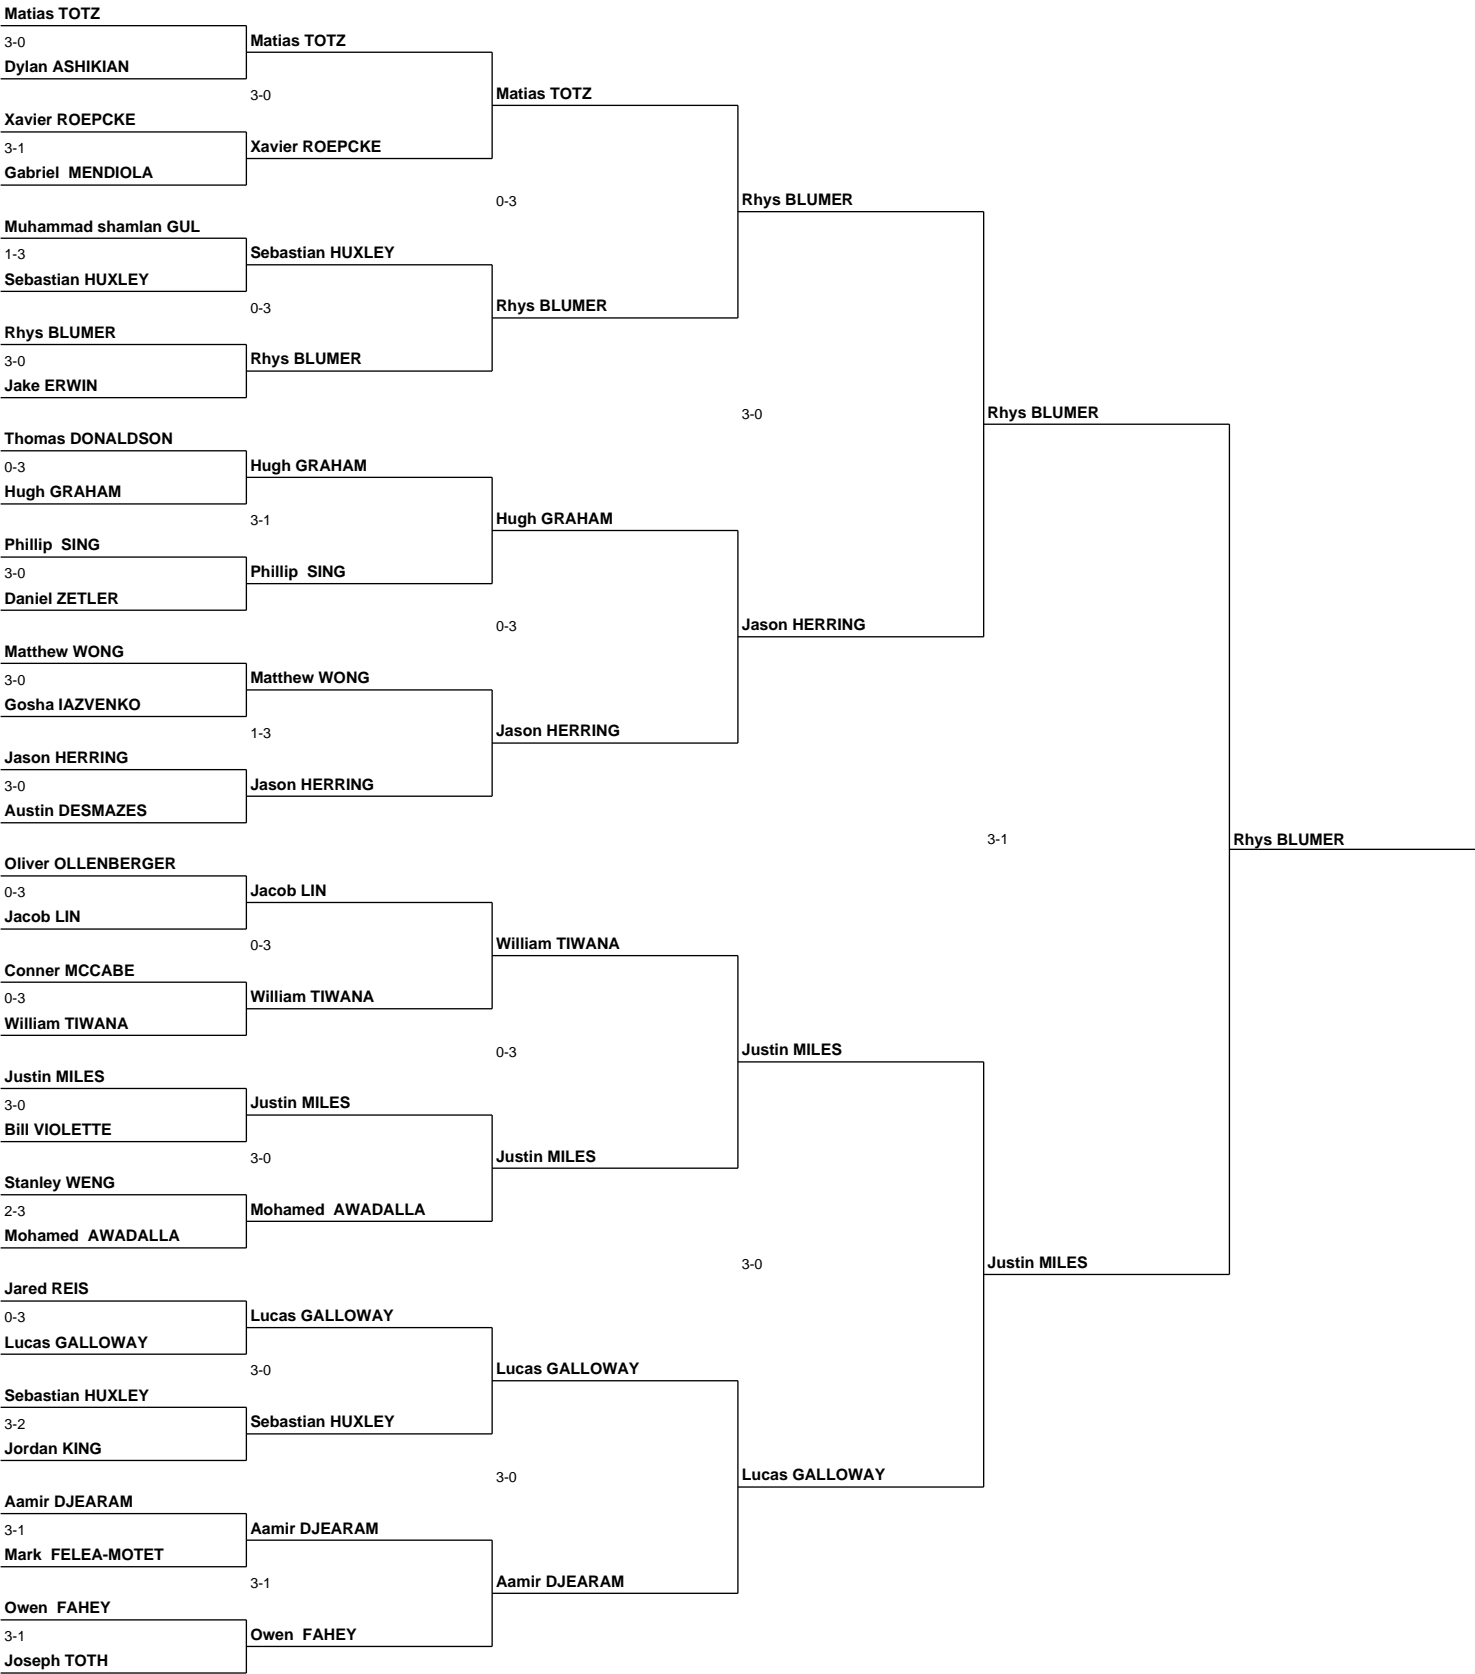 Matias TOTZ
3-0
Matias TOTZ
Dylan ASHIKIAN
3-0
Matias TOTZ
Xavier ROEPCKE
3-1
Xavier ROEPCKE
Gabriel MENDIOLA
0-3
Rhys BLUMER
Muhammad shamlan GUL
1-3
Sebastian HUXLEY
Sebastian HUXLEY
0-3
Rhys BLUMER
Rhys BLUMER
3-0
Rhys BLUMER
Jake ERWIN
3-0
Rhys BLUMER
Thomas DONALDSON
0-3
Hugh GRAHAM
Hugh GRAHAM
3-1
Hugh GRAHAM
Phillip SING
3-0
Phillip SING
Daniel ZETLER
0-3
Jason HERRING
Matthew WONG
3-0
Matthew WONG
Gosha IAZVENKO
1-3
Jason HERRING
Jason HERRING
3-0
Jason HERRING
Austin DESMAZES
3-1
Rhys BLUMER
Oliver OLLENBERGER
0-3
Jacob LIN
Jacob LIN
0-3
William TIWANA
Conner MCCABE
0-3
William TIWANA
William TIWANA
0-3
Justin MILES
Justin MILES
3-0
Justin MILES
Bill VIOLETTE
3-0
Justin MILES
Stanley WENG
2-3
Mohamed AWADALLA
Mohamed AWADALLA
3-0
Justin MILES
Jared REIS
0-3
Lucas GALLOWAY
Lucas GALLOWAY
3-0
Lucas GALLOWAY
Sebastian HUXLEY
3-2
Sebastian HUXLEY
Jordan KING
3-0
Lucas GALLOWAY
Aamir DJEARAM
3-1
Aamir DJEARAM
Mark FELEA-MOTET
3-1
Aamir DJEARAM
Owen FAHEY
3-1
Owen FAHEY
Joseph TOTH